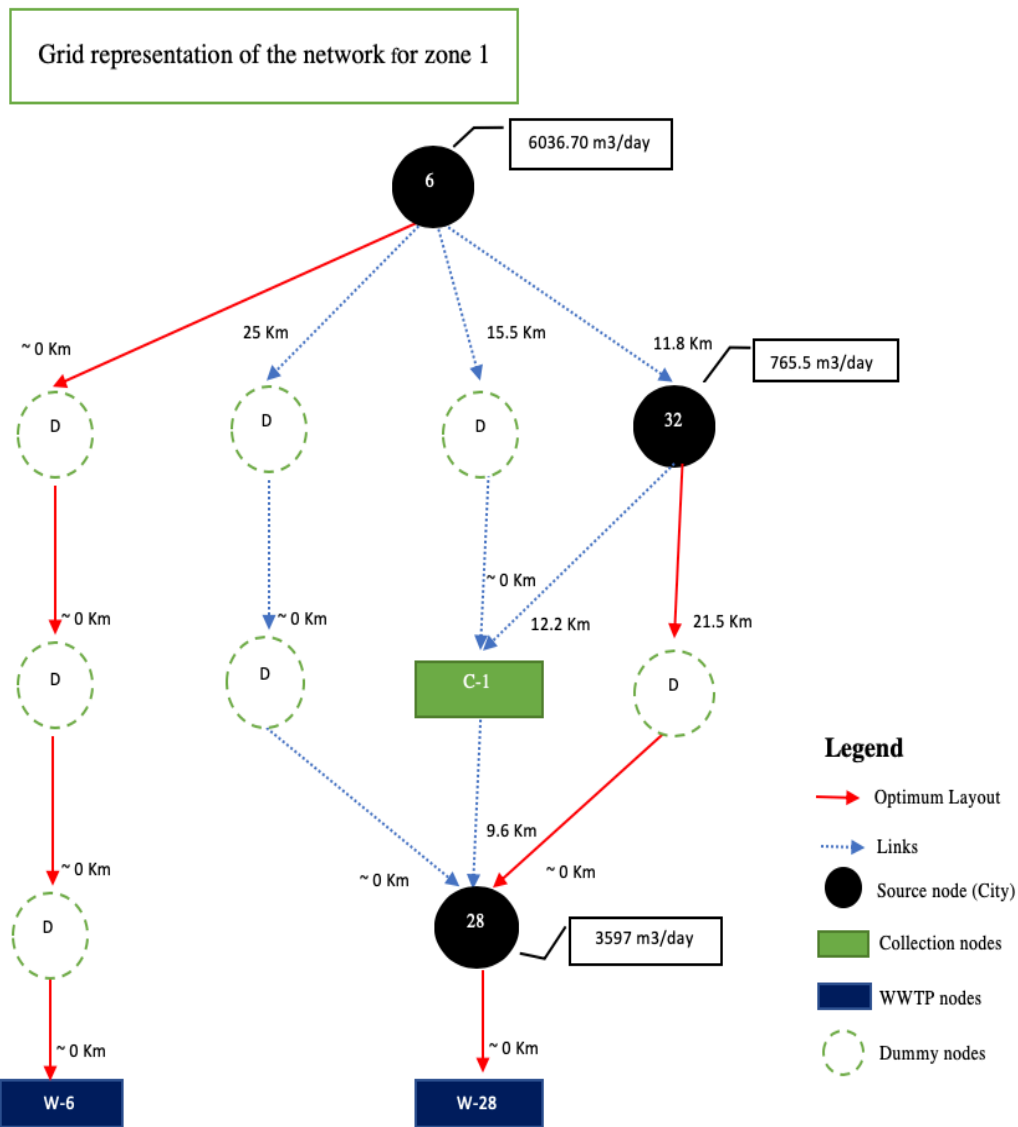 Grid representation of the network for zone 1
6036.70 m3/day
6
25 Km
15.5 Km
11.8 Km
~ 0 Km
765.5 m3/day
D
D
D
32
~ 0 Km
12.2 Km
21.5 Km
~ 0 Km
~ 0 Km
D
D
C-1
D
Legend
Optimum Layout
9.6 Km
Links
~ 0 Km
~ 0 Km
~ 0 Km
Source node (City)
D
28
3597 m3/day
Collection nodes
WWTP nodes
~ 0 Km
~ 0 Km
Dummy nodes
W-6
W-28